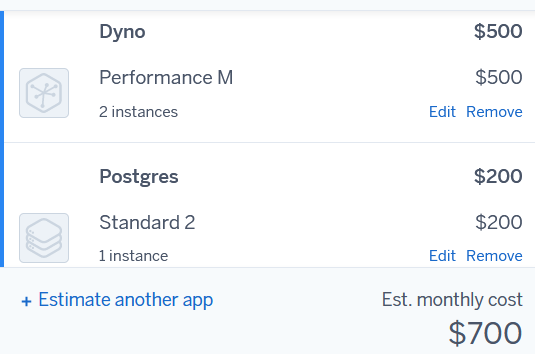 Dyno $500
Performance M $500
2 instances Edit Remove
Postgres $200
Standard 2 $200
1 instance Edit Remove
+ Estimate another app Est. monthly cost
$700